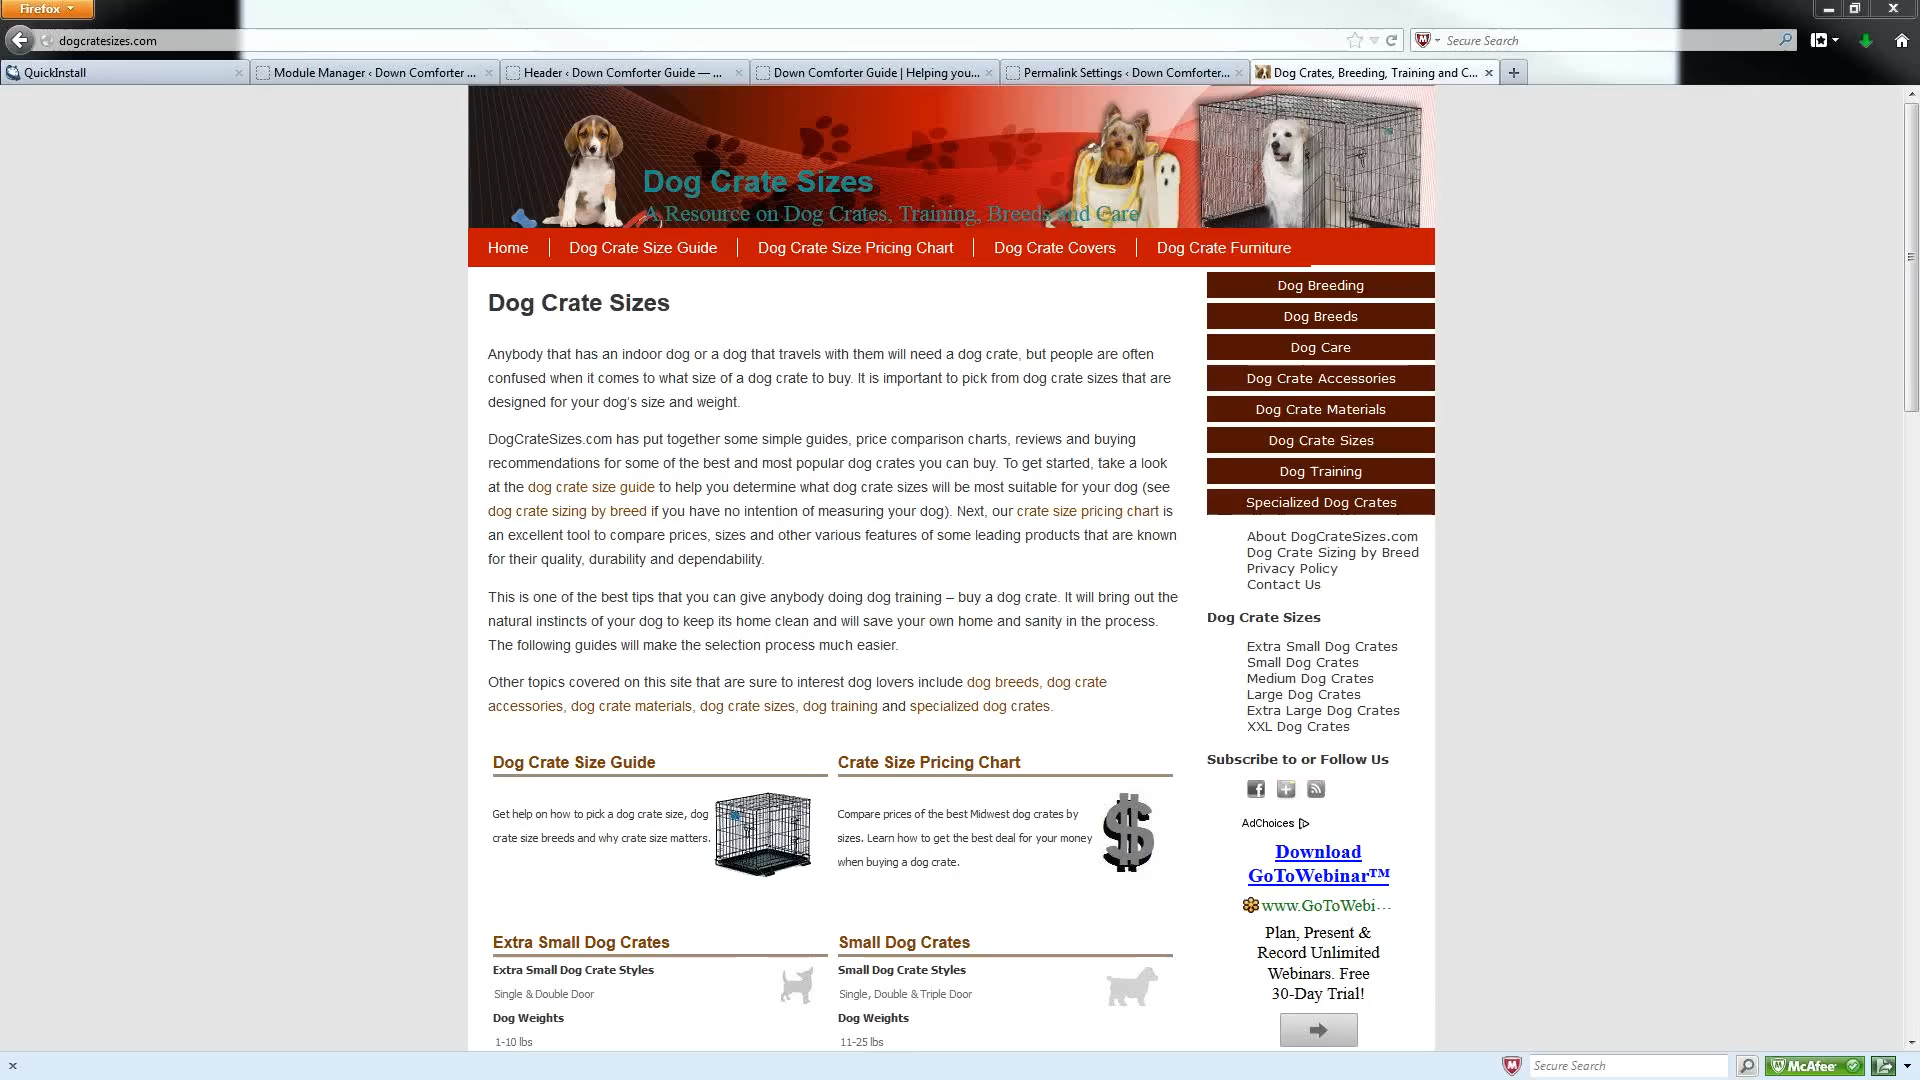 Firefox
dogcratesizes.com
Secure Search
QuickInstall
Module Manager ‹ Down Comforter ...
Header ‹ Down Comforter Guide — ...
Down Comforter Guide | Helping you...
Permalink Settings ‹ Down Comforter...
Dog Crates, Breeding, Training and C...
Dog Crate Sizes
A Resource on Dog Crates, Training, Breeds and Care
Home
Dog Crate Size Guide
Dog Crate Size Pricing Chart
Dog Crate Covers
Dog Crate Furniture
Dog Crate Sizes
Anybody that has an indoor dog or a dog that travels with them will need a dog crate, but people are often
confused when it comes to what size of a dog crate to buy. It is important to pick from dog crate sizes that are
designed for your dog's size and weight.
DogCrateSizes.com has put together some simple guides, price comparison charts, reviews and buying
recommendations for some of the best and most popular dog crates you can buy. To get started, take a look
at the dog crate size guide to help you determine what dog crate sizes will be most suitable for your dog (see
dog crate sizing by breed if you have no intention of measuring your dog). Next, our crate size pricing chart is
an excellent tool to compare prices, sizes and other various features of some leading products that are known
for their quality, durability and dependability.
This is one of the best tips that you can give anybody doing dog training – buy a dog crate. It will bring out the
natural instincts of your dog to keep its home clean and will save your own home and sanity in the process.
The following guides will make the selection process much easier.
Other topics covered on this site that are sure to interest dog lovers include dog breeds, dog crate
accessories, dog crate materials, dog crate sizes, dog training and specialized dog crates.
Dog Crate Size Guide
Get help on how to pick a dog crate size, dog
crate size breeds and why crate size matters.
Crate Size Pricing Chart
Compare prices of the best Midwest dog crates by
sizes. Learn how to get the best deal for your money
when buying a dog crate.
Extra Small Dog Crates
Extra Small Dog Crate Styles
Single & Double Door
Dog Weights
1-10 lbs
Small Dog Crates
Small Dog Crate Styles
Single, Double & Triple Door
Dog Weights
11-25 lbs
Dog Breeding
Dog Breeds
Dog Care
Dog Crate Accessories
Dog Crate Materials
Dog Crate Sizes
Dog Training
Specialized Dog Crates
About DogCrateSizes.com
Dog Crate Sizing by Breed
Privacy Policy
Contact Us
Dog Crate Sizes
Extra Small Dog Crates
Small Dog Crates
Medium Dog Crates
Large Dog Crates
Extra Large Dog Crates
XXL Dog Crates
Subscribe to or Follow Us
AdChoices
Download
GoToWebinar™
www.GoToWebi...
Plan, Present &
Record Unlimited
Webinars. Free
30-Day Trial!
Secure Search
McAfee